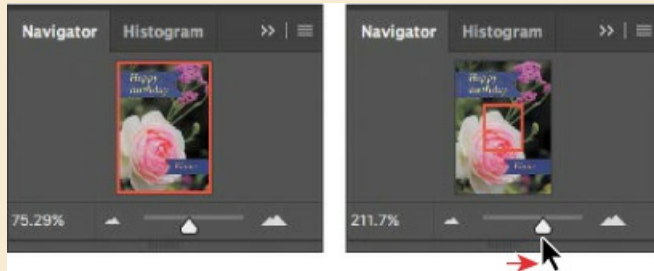 Navigator Histogram
Happy
birthday
75.29%
Navigator Histogram
Happy
birthday
211.7%